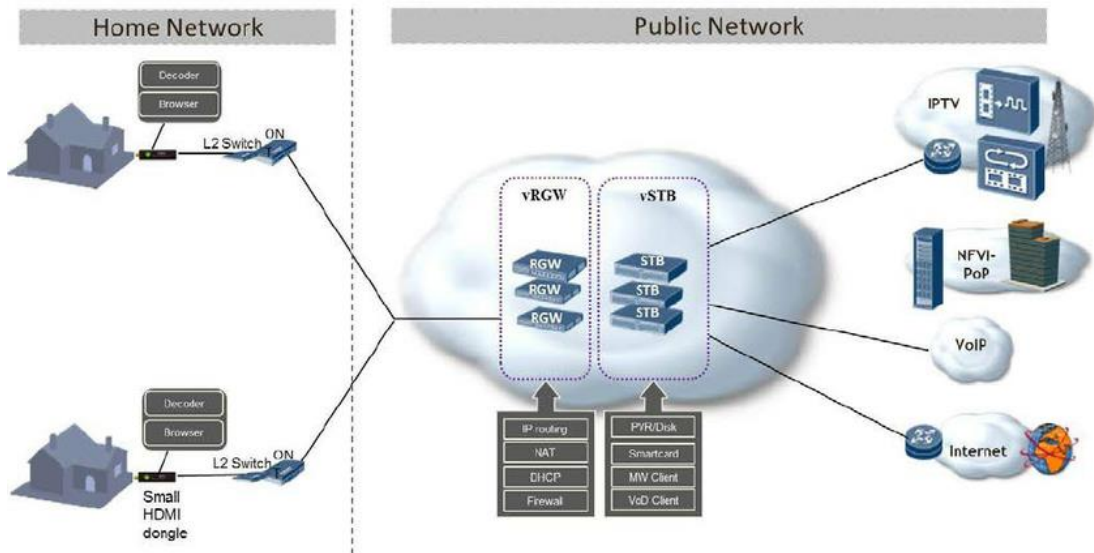 Home Network
Public Network
Decoder
Browser
L2 Switch
ON
T
vRGW
vSTB
RGW
RGW
RGW
STB
STB
STB
IPTV
NFVI-
PoP
VoIP
Internet
Decoder
Browser
L2 Switch
ON
T
Small
HDMI
dongle
IP routing
NAT
DHCP
Firewall
PVR/Disk
Smartcard
MW Client
VoD Client